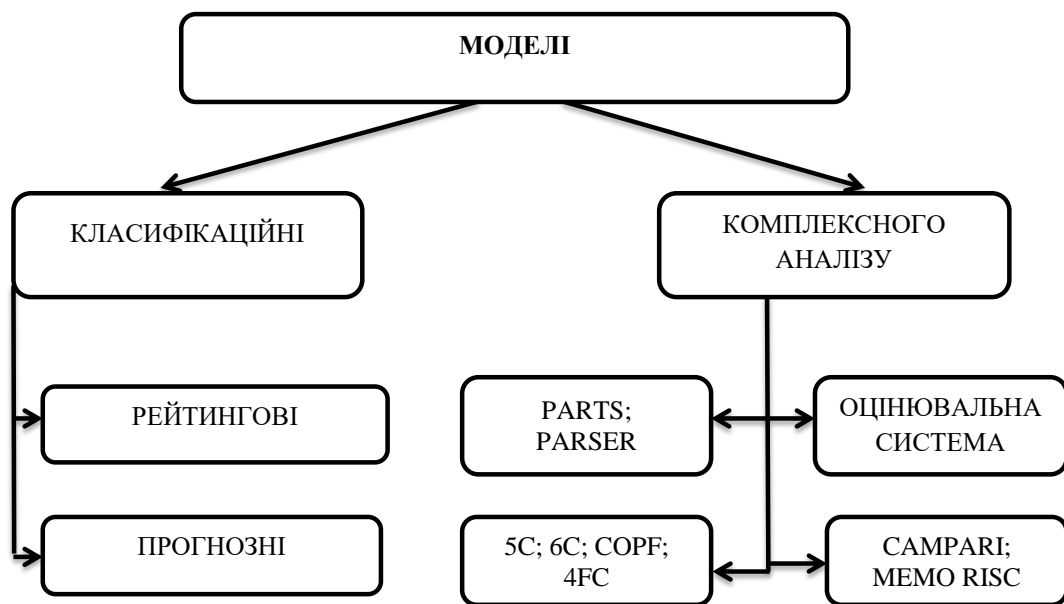 МОДЕЛІ
КЛАСИФІКАЦІЙНІ
КОМПЛЕКСНОГО
АНАЛІЗУ
РЕЙТИНГОВІ
PARTS;
PARSER
ОЦІНЮВАЛЬНА
СИСТЕМА
ПРОГНОЗНІ
5C; 6C; COPF;
4FC
CAMPARI;
MEMO RISC